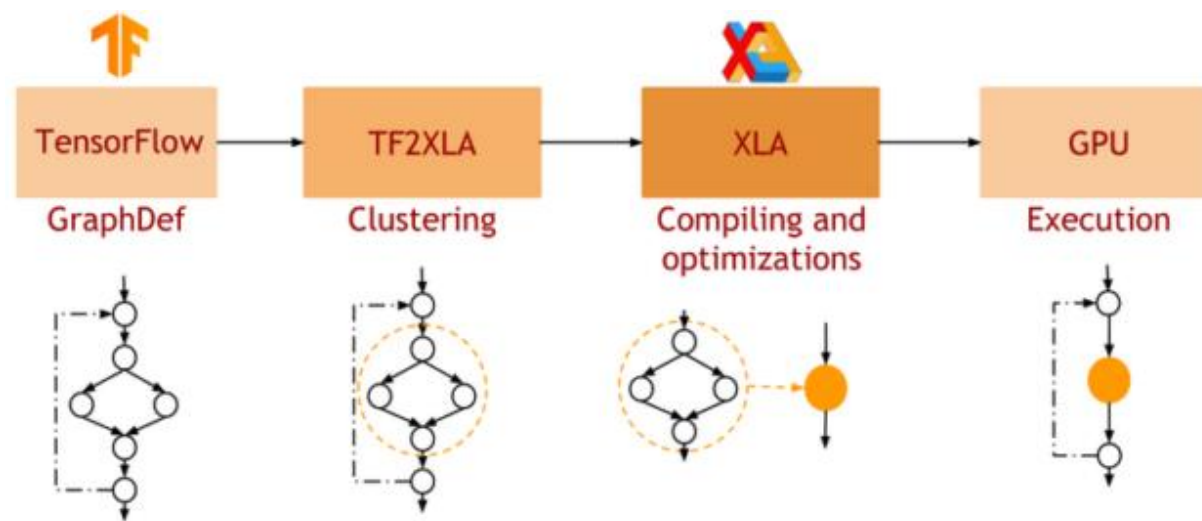 TensorFlow
TF2XLA
XLA
GPU
GraphDef
Clustering
Compiling and
optimizations
Execution